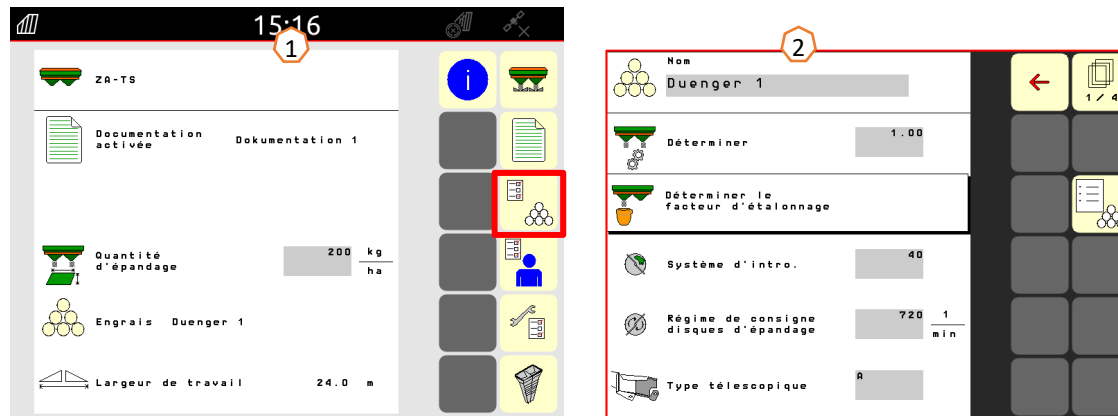 15:16
1
ZA-TS
i
Documentation
activée
Dokumentation 1
Quantité
d'épandage
200 kg
ha
Engrais Duenger 1
Largeur de travail 24.0 m
2
Nom
Duenger 1
1/4
Déterminer
1.00
Déterminer le
facteur d'étalonnage
Système d'intro.
40
Régime de consigne
disques d'épandage
720 1
min
Type télescopique
A